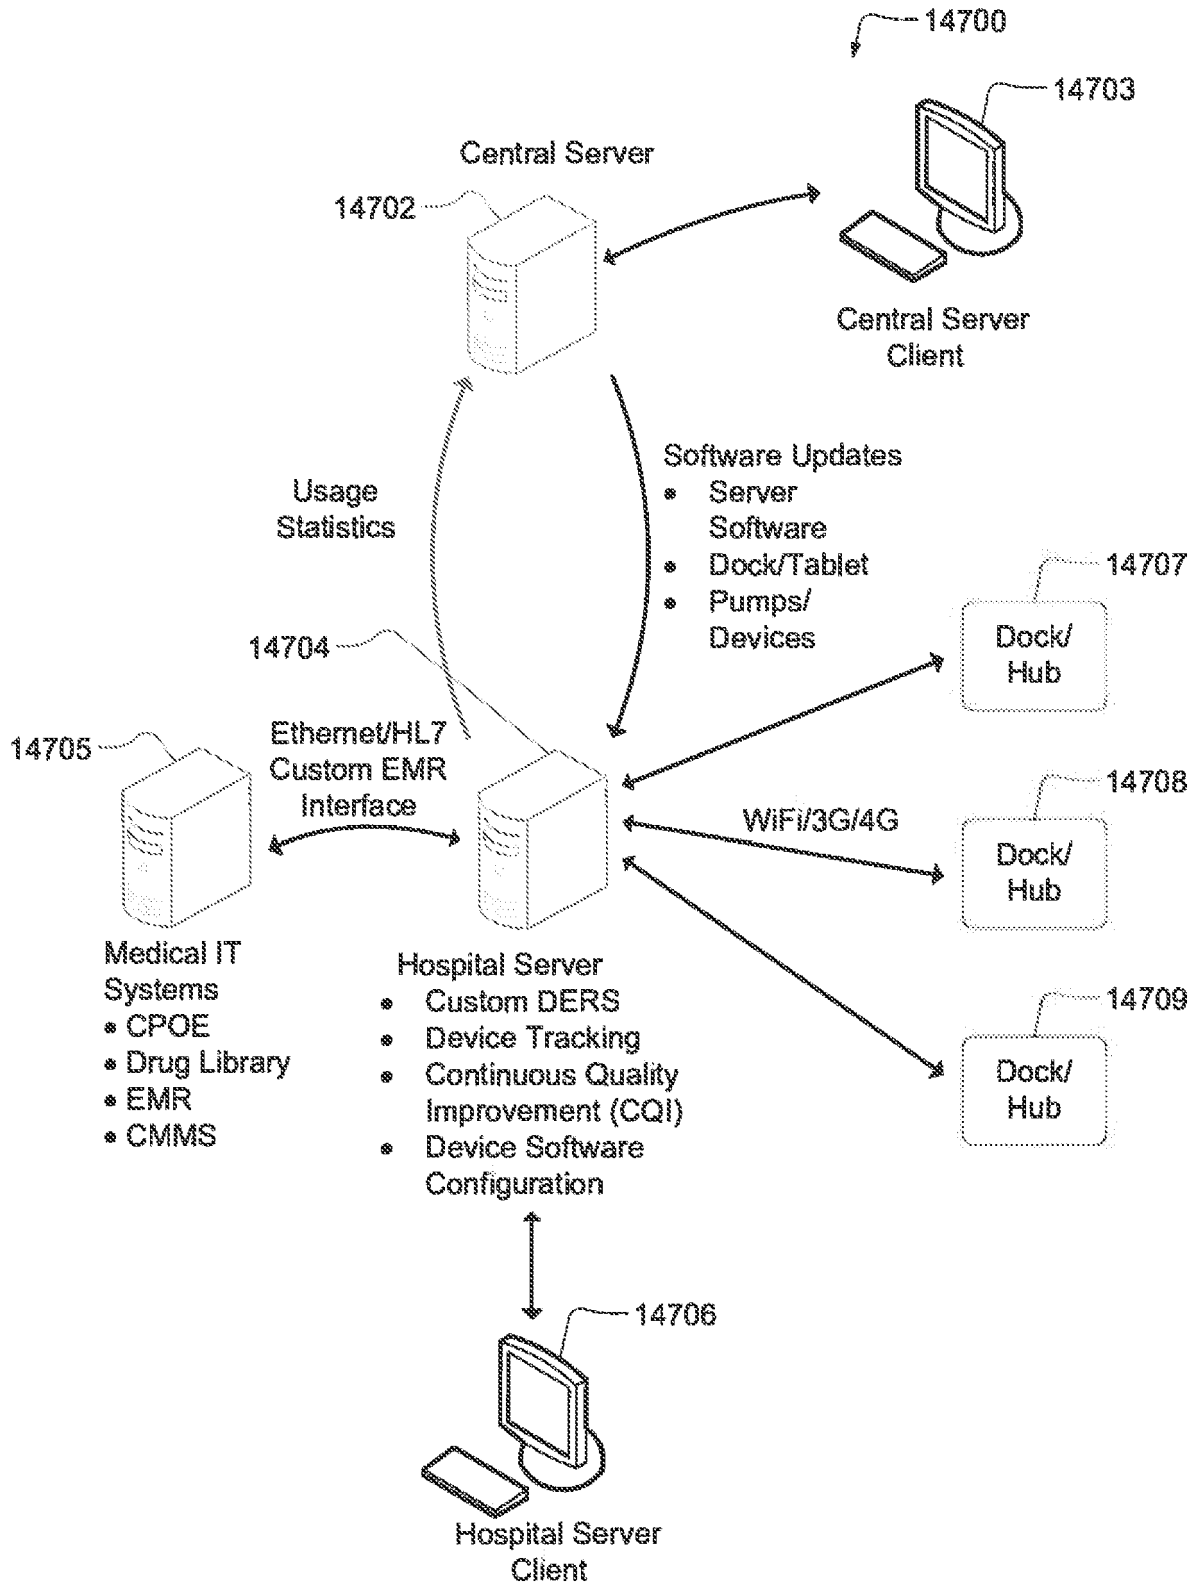 14700
14703
Central Server
14702
Central Server
Client
Software Updates
• Server
Software
• Dock/Tablet
• Pumps/
Devices
Usage
Statistics
14707
Dock/
Hub
14704
Ethernet/HL7
Custom EMR
Interface
14705
14708
WiFi/3G/4G
Dock/
Hub
Medical IT
Systems
• CPOE
• Drug Library
• EMR
• CMMS
Hospital Server
• Custom DERS
• Device Tracking
• Continuous Quality
Improvement (CQI)
• Device Software
Configuration
14709
Dock/
Hub
14706
Hospital Server
Client